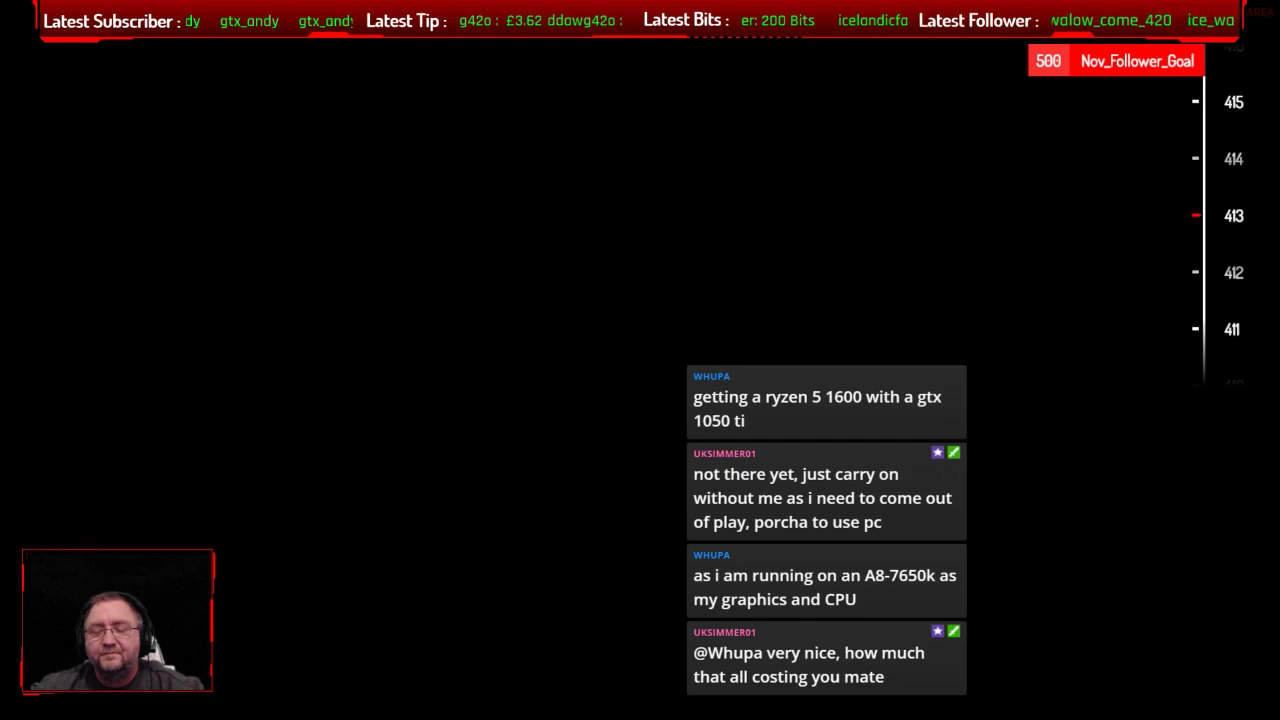 Latest Subscriber : dy gtx_andy gtx_andy Latest Tip : g42o : £3.62 ddawg42o : Latest Bits : er: 200 Bits icelandicfa Latest Follower : walow_come_420 ice_wa AREA
500 Nov_Follower_Goal
415
414
413
412
411
WHUPA
getting a ryzen 5 1600 with a gtx
1050 ti
UKSIMMER01
not there yet, just carry on
without me as i need to come out
of play, porcha to use pc
WHUPA
as i am running on an A8-7650k as
my graphics and CPU
UKSIMMER01
@Whupa very nice, how much
that all costing you mate